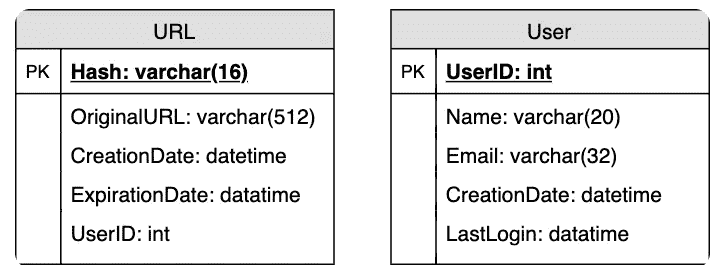 URL
PK Hash: varchar(16)
OriginalURL: varchar(512)
CreationDate: datetime
ExpirationDate: datatime
UserID: int
User
PK UserID: int
Name: varchar(20)
Email: varchar(32)
CreationDate: datetime
LastLogin: datatime